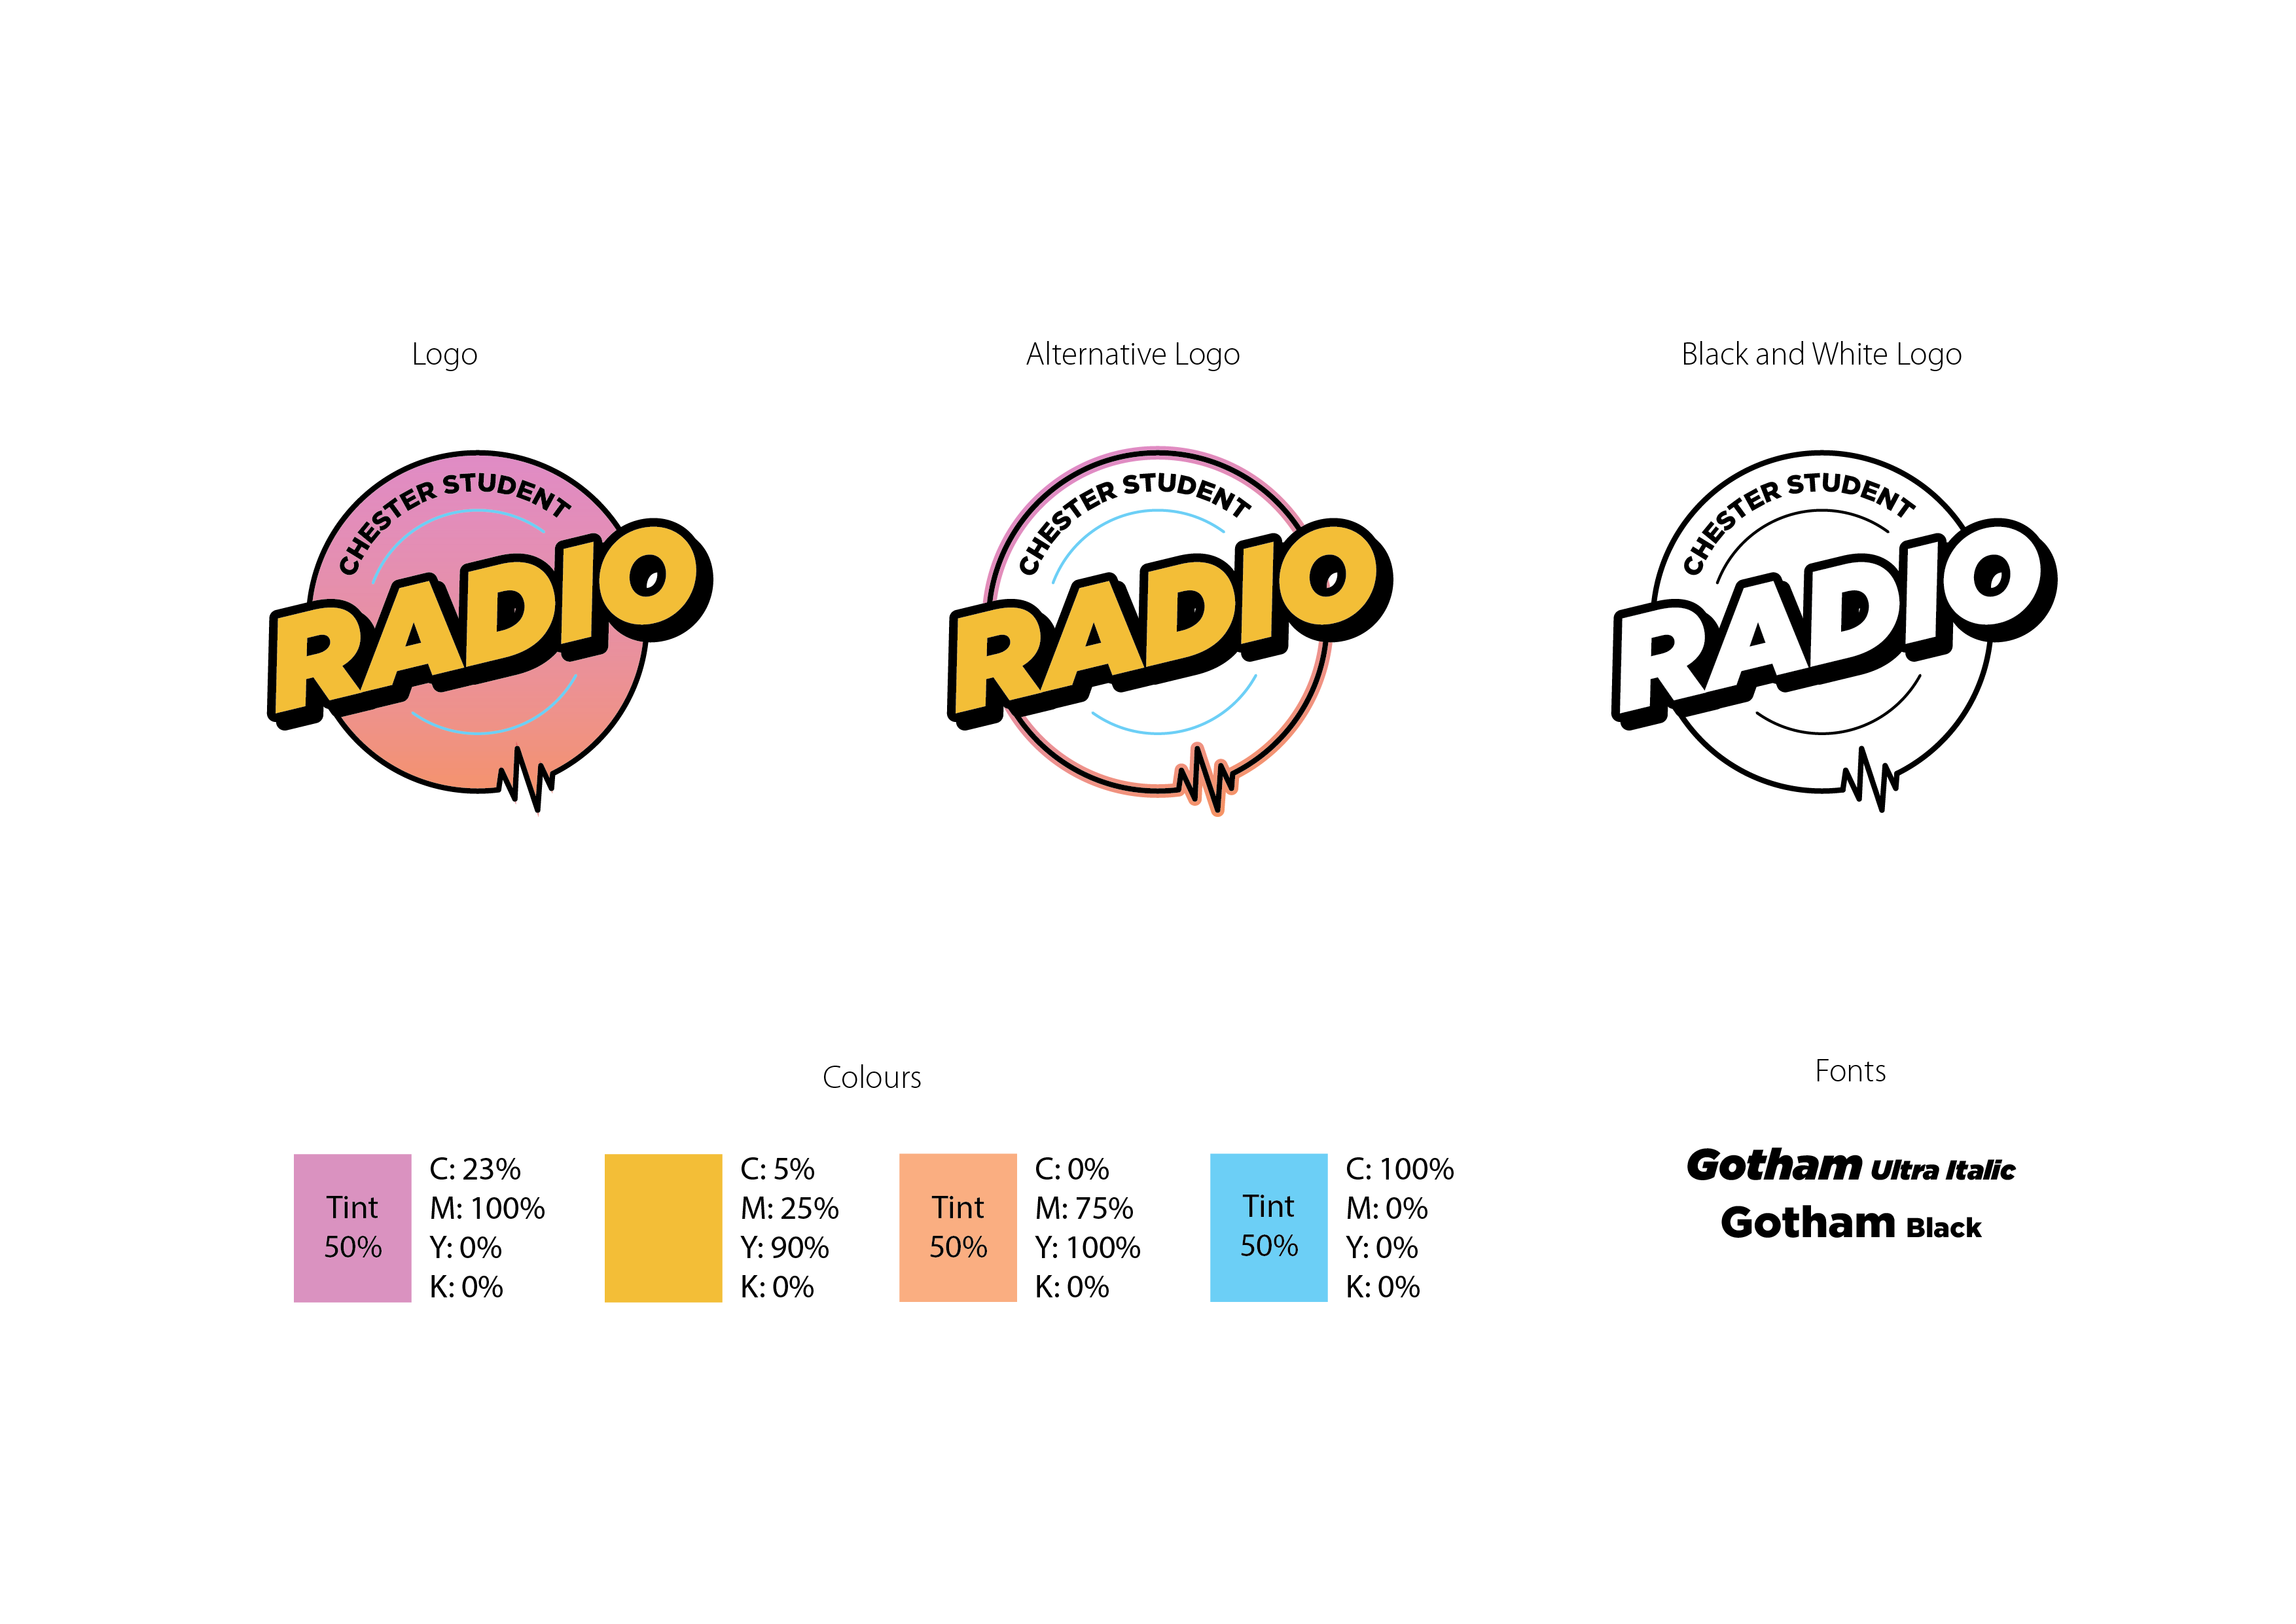 Logo
CHESTER STUDENT
RADIO
Alternative Logo
CHESTER STUDENT
RADIO
Black and White Logo
CHESTER STUDENT
RADIO
Colours
Tint
50%
C: 23%
M: 100%
Y: 0%
K: 0%
C: 5%
M: 25%
Y: 90%
K: 0%
Tint
50%
C: 0%
M: 75%
Y: 100%
K: 0%
Tint
50%
C: 100%
M: 0%
Y: 0%
K: 0%
Fonts
Gotham Ultra Italic
Gotham Black